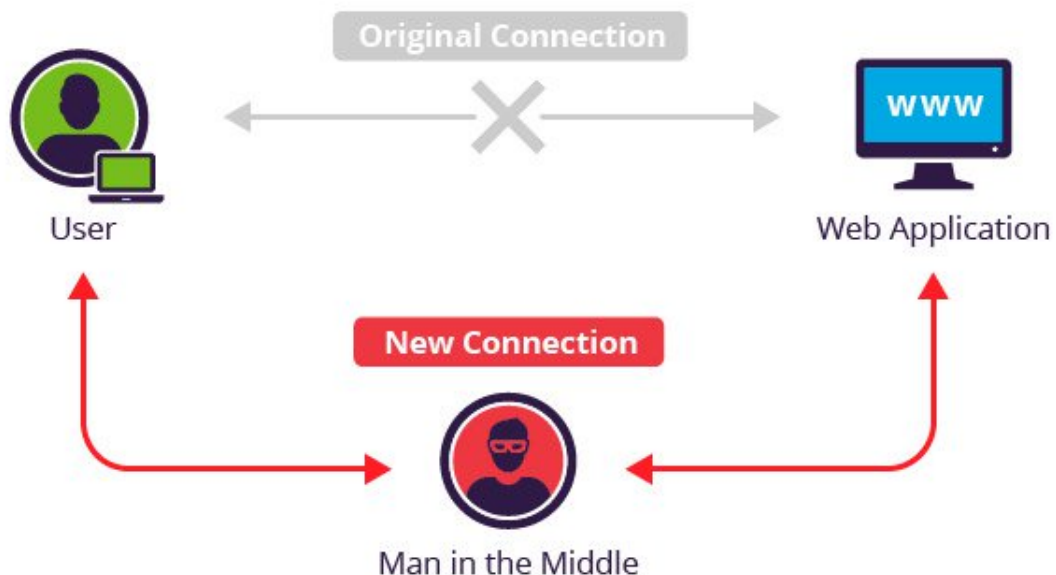 Original Connection
www
User
Web Application
New Connection
Man in the Middle